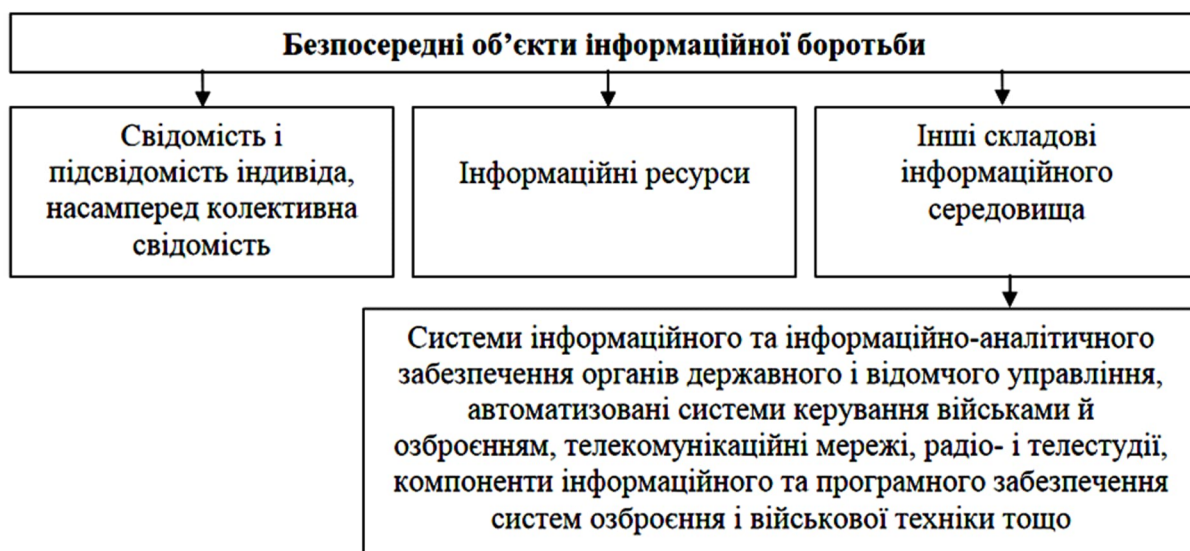 Безпосередні об’єкти інформаційної боротьби
Свідомість і
підсвідомість індивіда,
насамперед колективна
свідомість
Інформаційні ресурси
Інші складові
інформаційного
середовища
Системи інформаційного та інформаційно-аналітичного
забезпечення органів державного і відомчого управління,
автоматизовані системи керування військами й
озброєнням, телекомунікаційні мережі, радіо- і телестудії,
компоненти інформаційного та програмного забезпечення
систем озброєння і військової техніки тощо